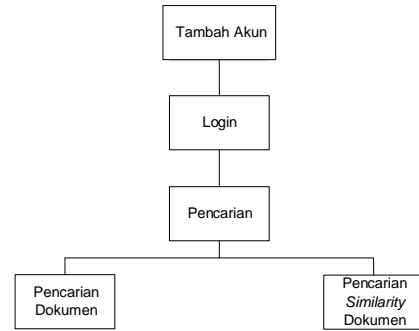 Tambah Akun
Login
Pencarian
Pencarian
Dokumen
Pencarian
Similarity
Dokumen